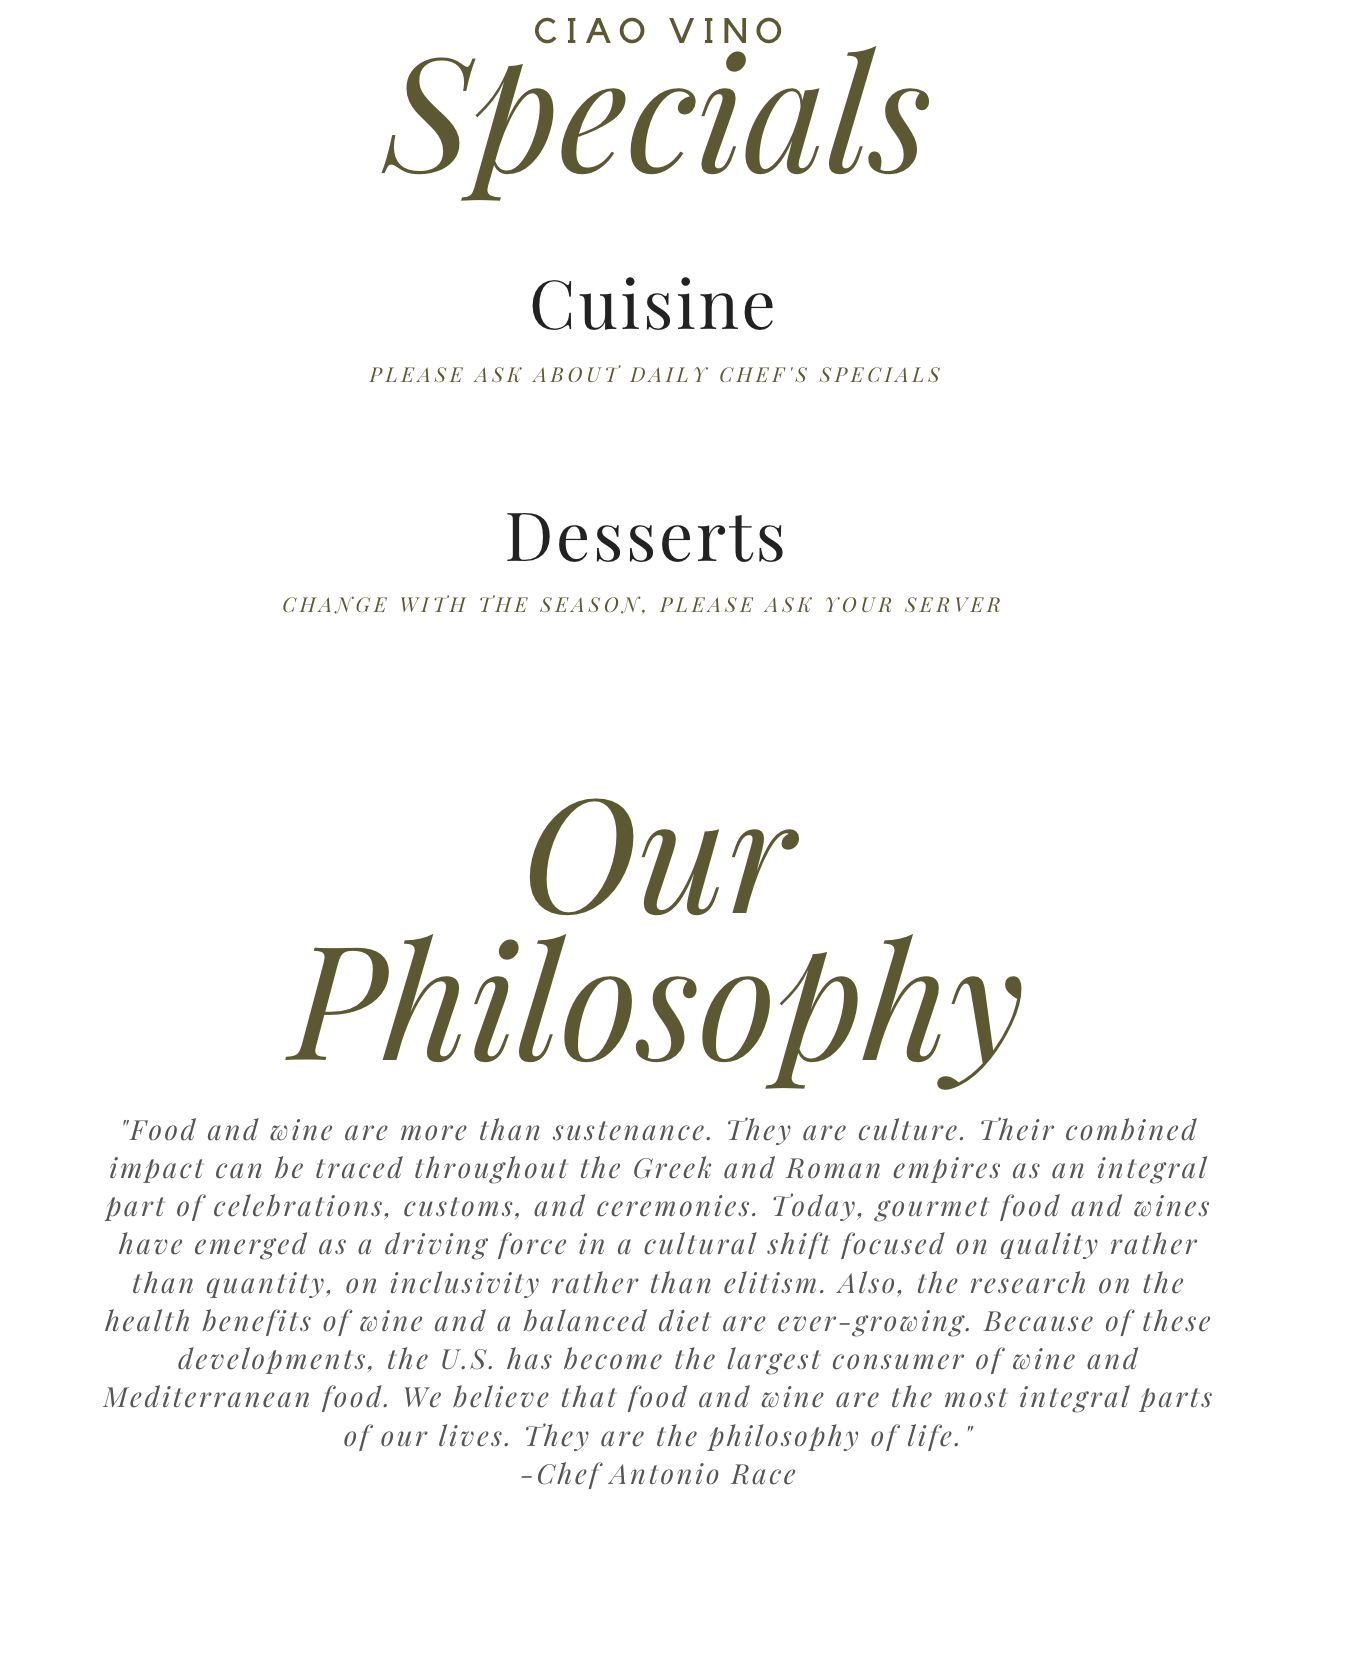 CIAO VINO
Specials
Cuisine
PLEASE ASK ABOUT DAILY CHEF'S SPECIALS
Desserts
CHANGE WITH THE SEASON, PLEASE ASK YOUR SERVER
Our
Philosophy
"Food and wine are more than sustenance. They are culture. Their combined
impact can be traced throughout the Greek and Roman empires as an integral
part of celebrations, customs, and ceremonies. Today, gourmet food and wines
have emerged as a driving force in a cultural shift focused on quality rather
than quantity, on inclusivity rather than elitism. Also, the research on the
health benefits of wine and a balanced diet are ever-growing. Because of these
developments, the U.S. has become the largest consumer of wine and
Mediterranean food. We believe that food and wine are the most integral parts
of our lives. They are the philosophy of life."
-Chef Antonio Race